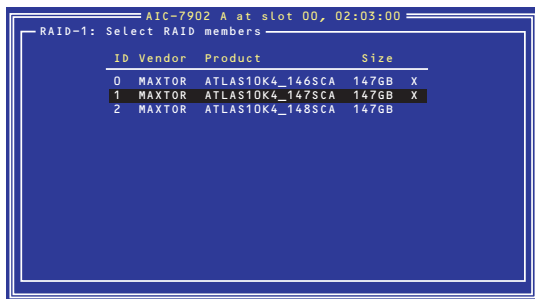 AIC-7902 A at slot 00, 02:03:00
RAID-1: Select RAID members
ID Vendor Product Size
0 MAXTOR ATLAS10K4_146SCA 147GB X
1 MAXTOR ATLAS10K4_147SCA 147GB X
2 MAXTOR ATLAS10K4_148SCA 147GB